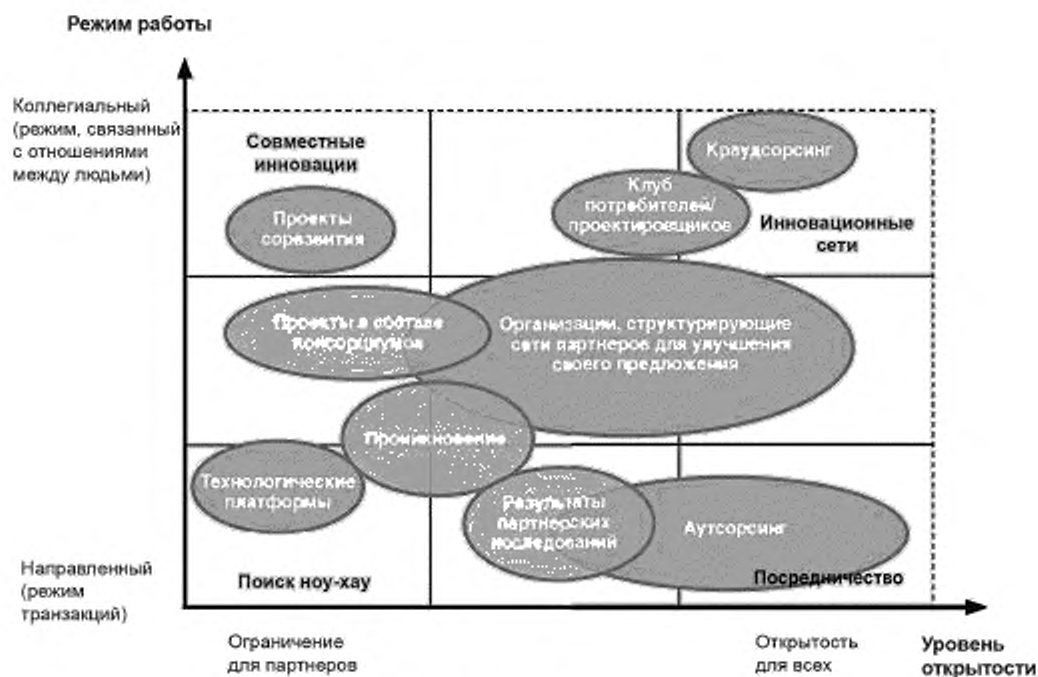 Режим работы
Коллегиальный
(режим, связанный
с отношениями
между людьми)
Совместные
инновации
Краудсорсинг
Клуб
потребителей/
проектировщиков
Инновационные
сети
Проекты
соразвития
Проекты в составе
консорциумов
Организации, структурирующие
сети партнеров для улучшения
своего предложения
Проникновение
Технологические
платформы
Результаты
партнерских
исследований
Аутсорсинг
Направленный
(режим
транзакций)
Поиск ноу-хау
Посредничество
Ограничение
для партнеров
Открытость
для всех
Уровень
открытости